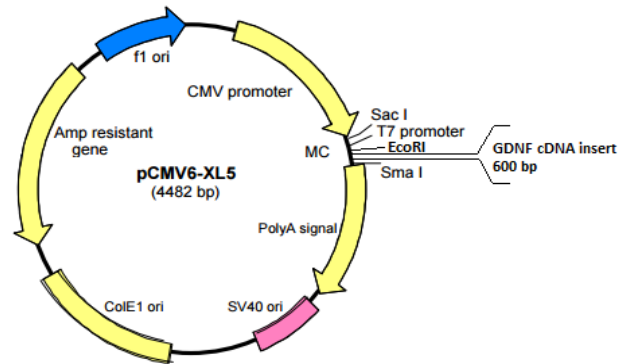 f1 ori
CMV promoter
Sac I
T7 promoter
EcoRI
GDNF cDNA insert
600 bp
MC
Sma I
Amp resistant
gene
pCMV6-XL5
(4482 bp)
PolyA signal
ColE1 ori
SV40 ori